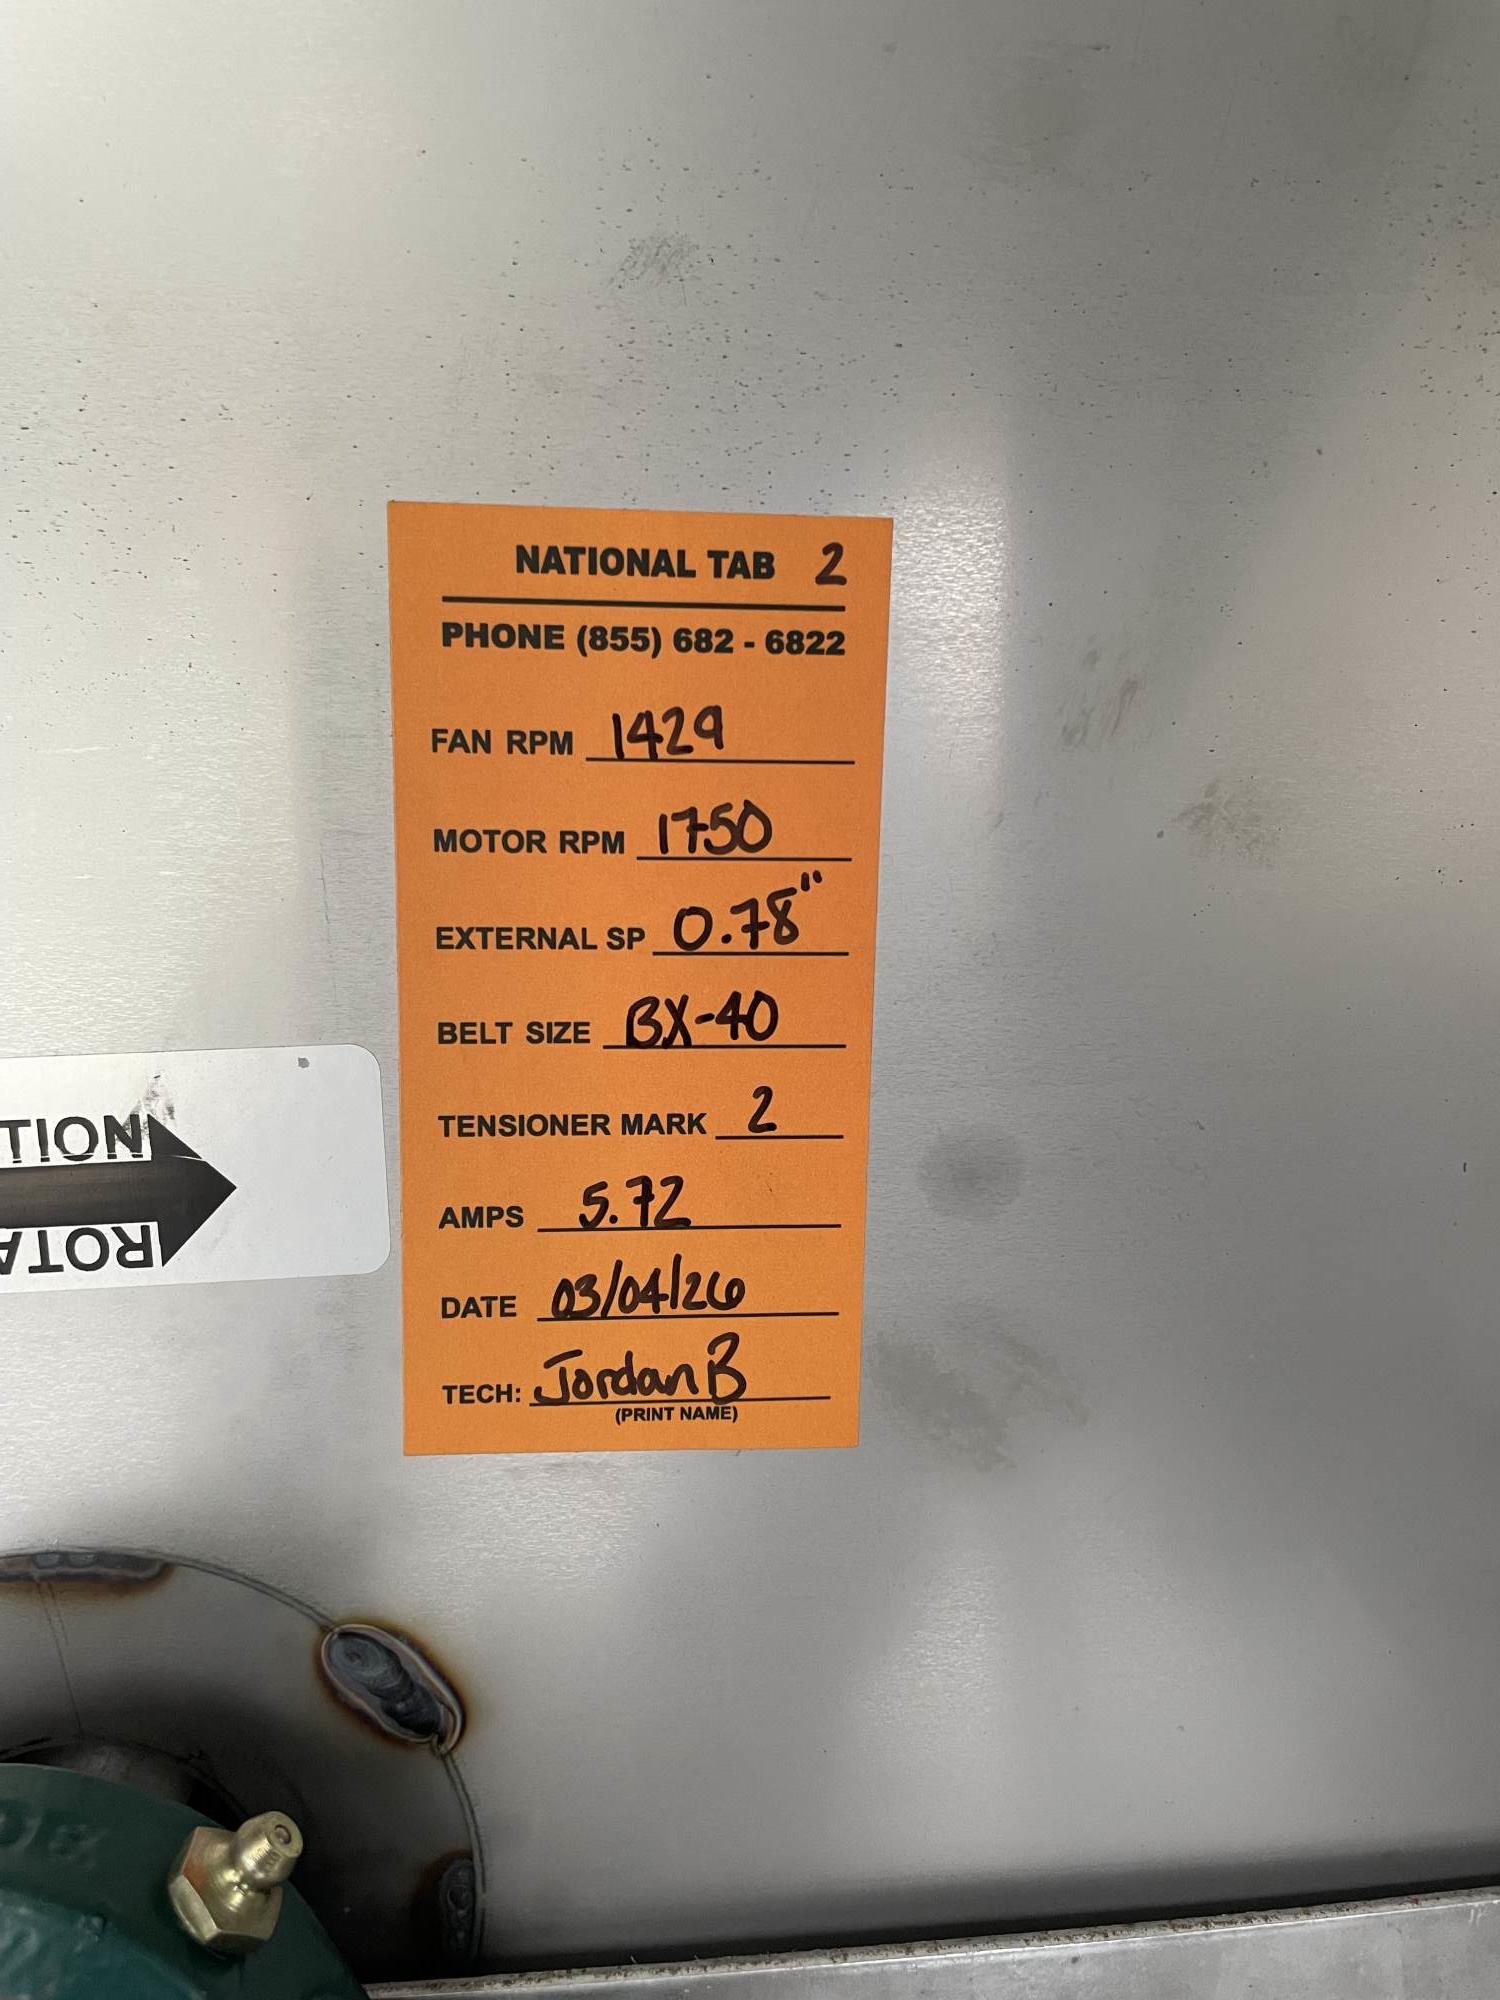 NATIONAL TAB 2
PHONE (855) 682 - 6822
FAN RPM 1429
MOTOR RPM 1750
EXTERNAL SP 0.78"
BELT SIZE BX-40
TENSIONER MARK 2
AMPS 5.72
DATE 03/04/26
TECH: Jordan B
(PRINT NAME)
ROTA
TION